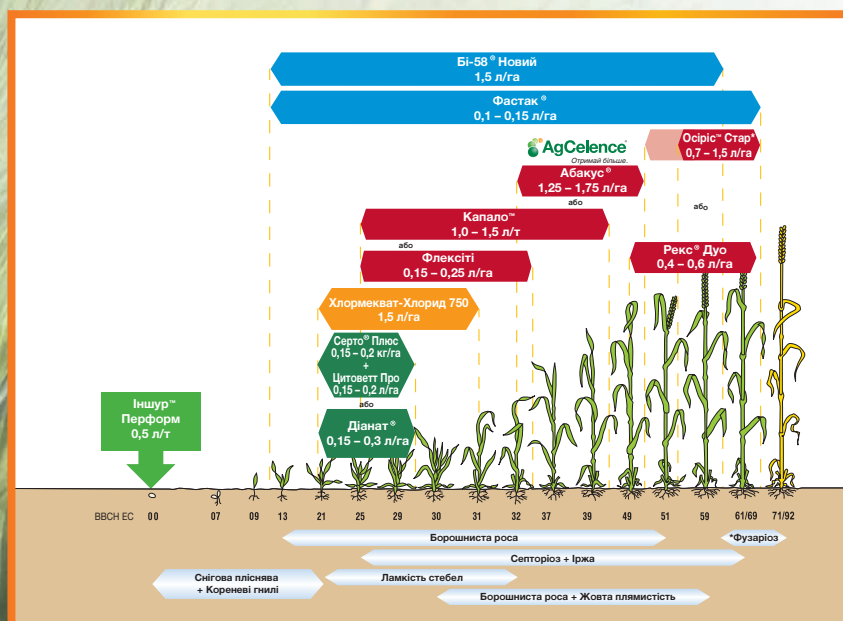 Бі-58® Новий
1,5 л/га
Фастак®
0,1 – 0,15 л/га
AgCelence®
Отримай більше.
Осіріс™ Стар*
0,7 – 1,5 л/га
Абакус®
1,25 – 1,75 л/га
або
або
Капало™
1,0 – 1,5 л/т
або
Флексіті
0,15 – 0,25 л/га
Рекс® Дуо
0,4 – 0,6 л/га
Хлормекват-Хлорид 750
1,5 л/га
Серто® Плюс
0,15 – 0,2 кг/га
+
Цитоветт Про
0,15 – 0,2 л/га
або
Діанат®
0,15 – 0,3 л/га
Іншур™
Перформ
0,5 л/т
BBCH EC 00 07 09 13 21 25 29 30 31 32 37 39 49 51 59 61/69 71/92
Борошниста роса
*Фузаріоз
Септоріоз + Іржа
Снігова пліснява
+ Кореневі гнилі
Ламкість стебел
Борошниста роса + Жовта плямистість